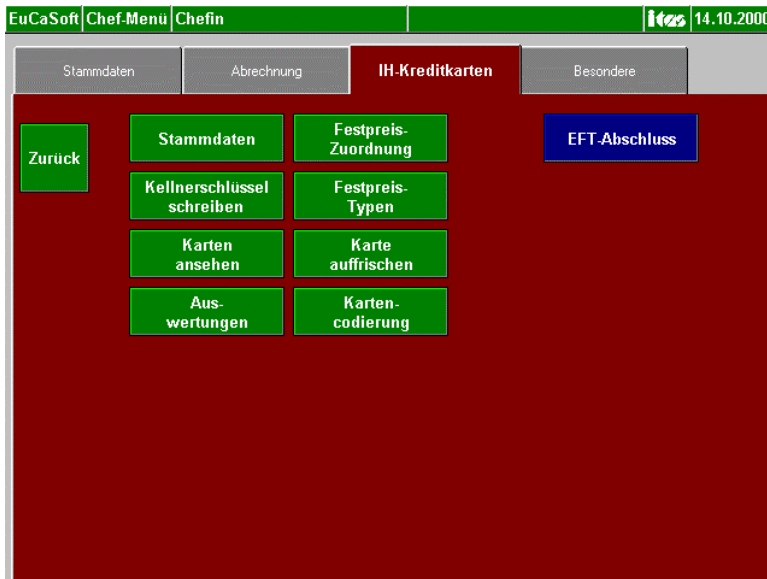 EuCaSoft Chef-Menü Chefin itas 14.10.2000
Stammdaten Abrechnung IH-Kreditkarten Besondere
Zurück
Stammdaten
Festpreis-
Zuordnung
EFT-Abschluss
Kellnerschlüssel
schreiben
Festpreis-
Typen
Karten
ansehen
Karte
auffrischen
Aus-
wertungen
Karten-
codierung